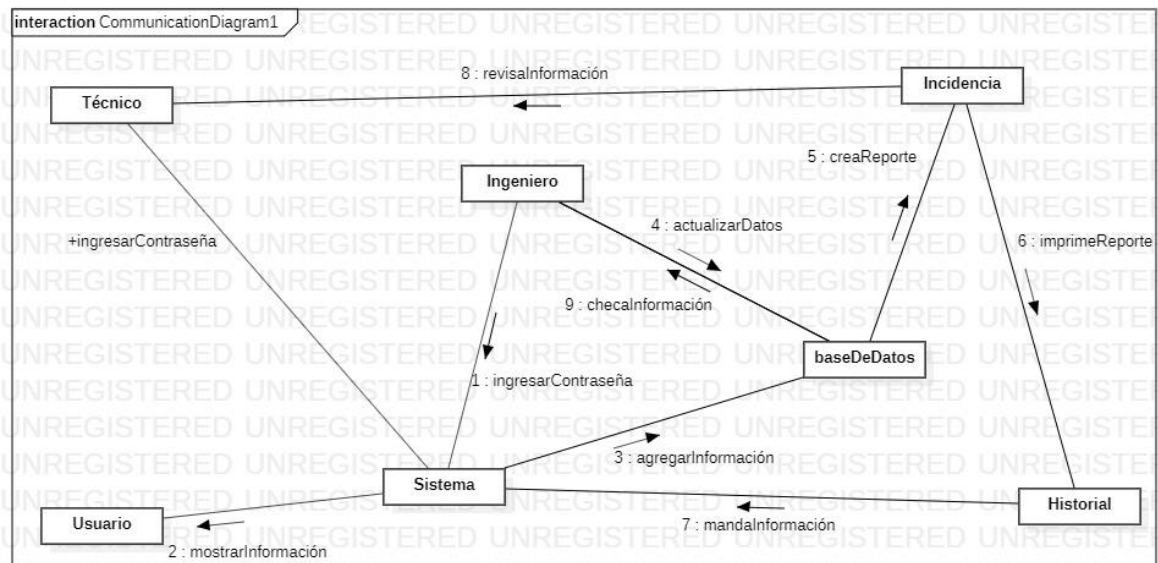 interaction CommunicationDiagram1
8 : revisaInformación
Incidencia
Técnico
5 : creaReporte
Ingeniero
4 : actualizarDatos
+ingresarContraseña
6 : imprimeReporte
9 : checaInformación
baseDeDatos
1 : ingresarContraseña
3 : agregarInformación
Sistema
Historial
Usuario
7 : mandaInformación
2 : mostrarInformación
UNREGISTERED